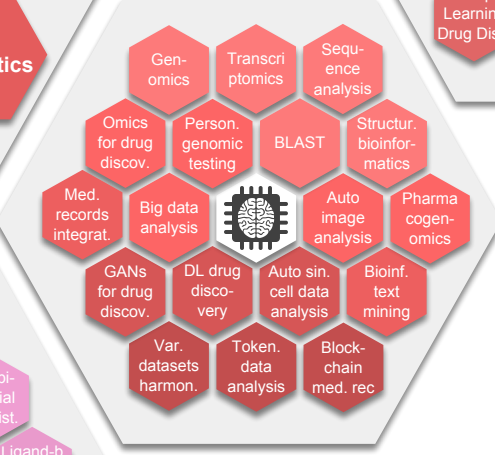 Learnin
Drug Dis
tics
Gen-
omics
Transcri
ptomics
Sequ-
ence
analysis
Omics
for drug
discov.
Person.
genomic
testing
BLAST
Structur.
bioinfor-
matics
Med.
records
integrat.
Big data
analysis
Auto
image
analysis
Pharma
cogen-
omics
GANs
for drug
discov.
DL drug
disco-
very
Auto sin.
cell data
analysis
Bioinf.
text
mining
Var.
datasets
harmon.
Token.
data
analysis
Block-
chain
med. rec
bi-
ial
ist.
Ligand-b